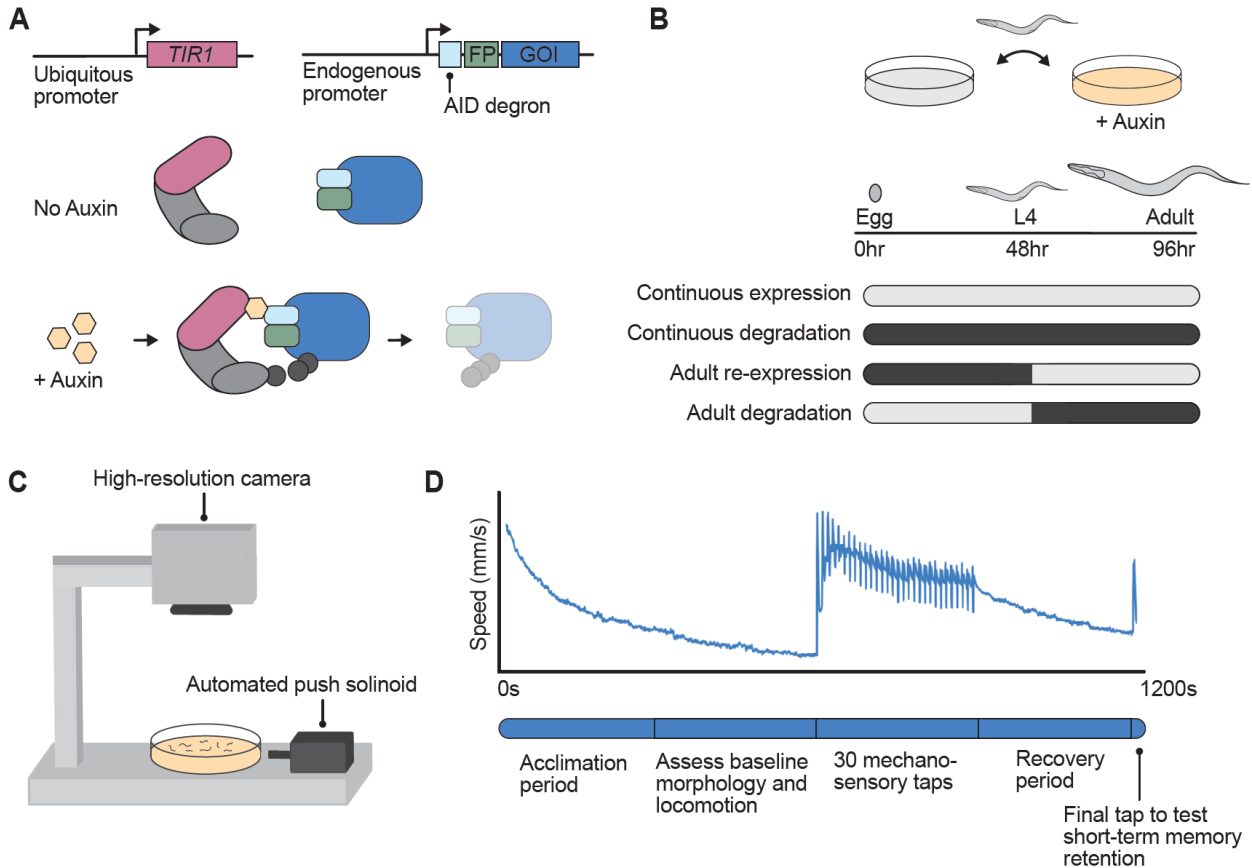 A
TIR1
Ubiquitous
promoter
FP
GOI
Endogenous
promoter
AID degron
No Auxin
+ Auxin
B
+ Auxin
Egg
L4
Adult
0hr
48hr
96hr
Continuous expression
Continuous degradation
Adult re-expression
Adult degradation
C
High-resolution camera
Automated push solinoid
D
Speed (mm/s)
0s
1200s
Acclimation
period
Assess baseline
morphology and
locomotion
30 mechano-
sensory taps
Recovery
period
Final tap to test
short-term memory
retention